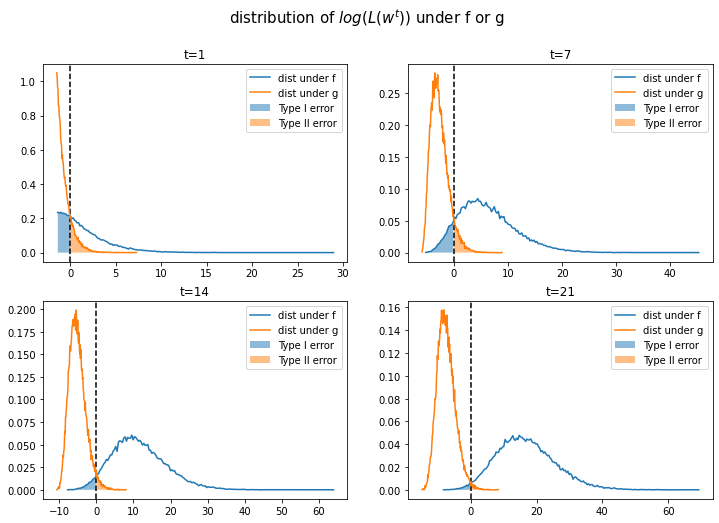 distribution of log(L(w^t)) under f or g
t=1
1.0
0.8
0.6
0.4
0.2
0.0
0 5 10 15 20 25 30
dist under f
dist under g
Type I error
Type II error
t=7
0.25
0.20
0.15
0.10
0.05
0.00
0 10 20 30 40
dist under f
dist under g
Type I error
Type II error
t=14
0.200
0.175
0.150
0.125
0.100
0.075
0.050
0.025
0.000
−10 0 10 20 30 40 50 60
dist under f
dist under g
Type I error
Type II error
t=21
0.16
0.14
0.12
0.10
0.08
0.06
0.04
0.02
0.00
0 20 40 60
dist under f
dist under g
Type I error
Type II error